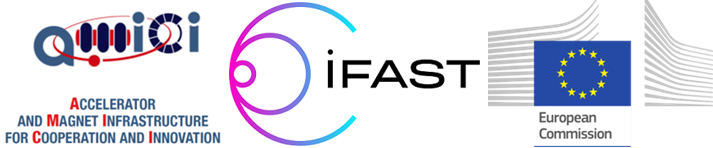 amici
ACCELERATOR
AND MAGNET INFRASTRUCTURE
FOR COOPERATION AND INNOVATION
iFAST
European
Commission